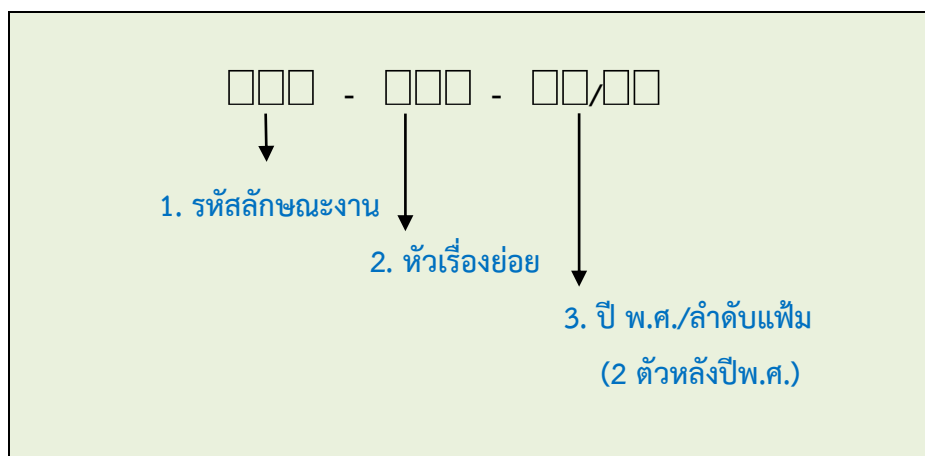 □□□ - □□□ - □□/□□
1. รหัสลักษณะงาน
2. หัวเรื่องย่อย
3. ปี พ.ศ./ลำดับแฟ้ม
(2 ตัวหลังปีพ.ศ.)